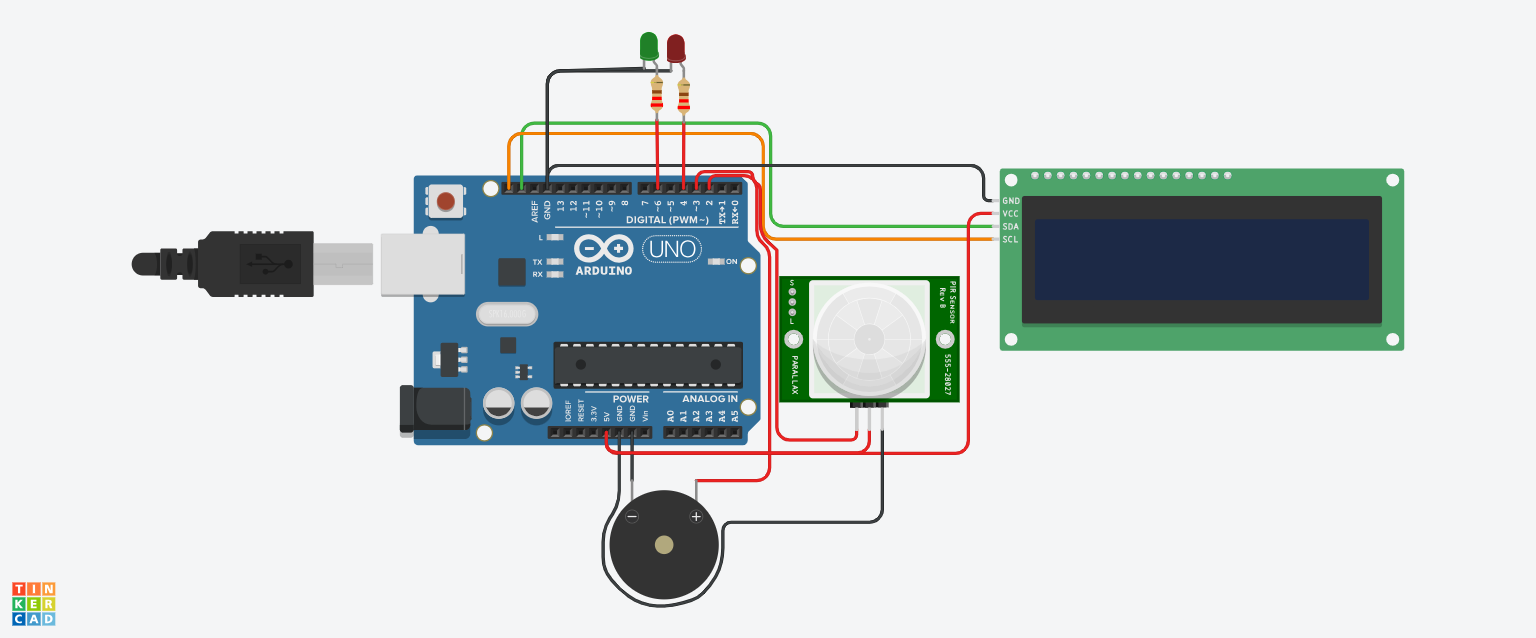 AREF
GND
13
12
~11
~10
~9
8
7
~6
~5
4
~3
2
TX→1
RX←0
DIGITAL (PWM~)
L
TX
RX
ARDUINO
UNO
ON
GND
VCC
SDA
SCL
S
L
PIR SENSOR
Rev B
PARALLAX
555-28027
POWER
ANALOG IN
IOREF
RESET
3.3V
5V
GND
GND
Vin
A0
A1
A2
A3
A4
A5
TIN
KER
CAD